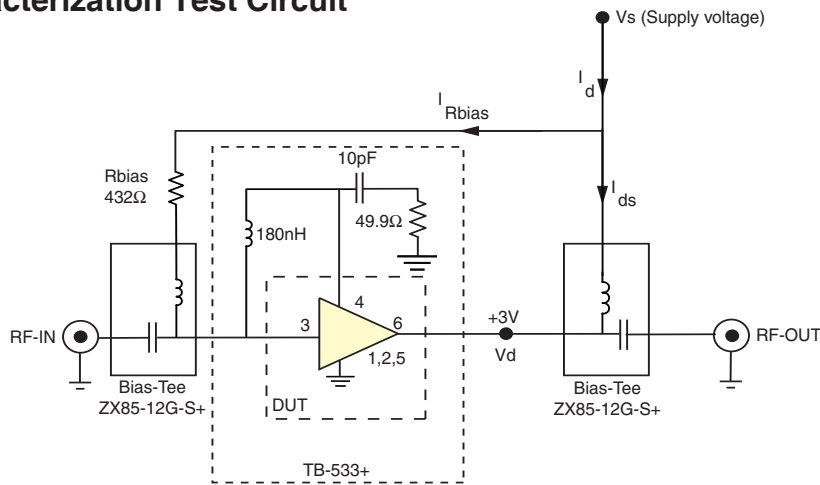 acterization Test Circuit
Vs (Supply voltage)
I d
I Rbias
10pF
Rbias
432Ω
I ds
49.9Ω
180nH
4
3
6
+3V
RF-IN
RF-OUT
1,2,5
Vd
Bias-Tee
ZX85-12G-S+
DUT
Bias-Tee
ZX85-12G-S+
TB-533+